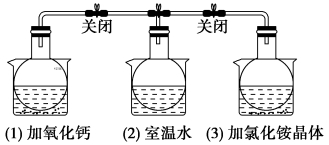 关闭 关闭
(1) 加氧化钙 (2) 室温水 (3) 加氯化铵晶体